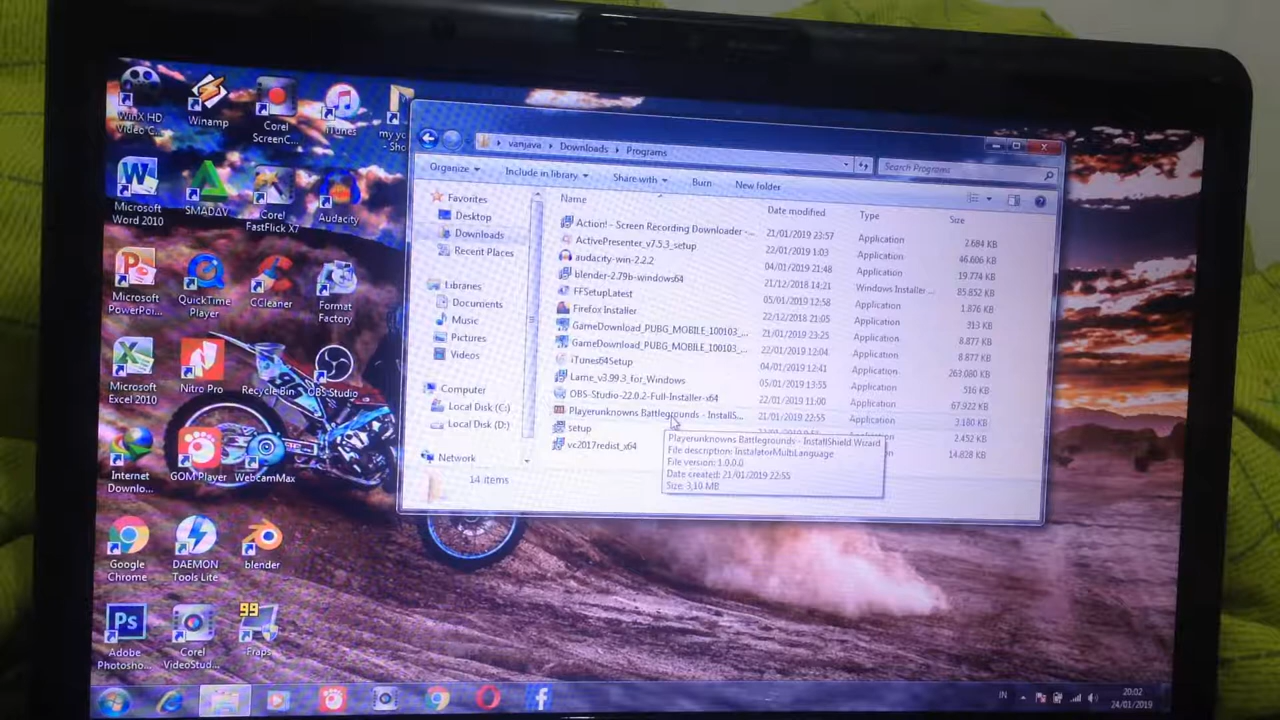 WinX HD
Video C...
Winamp
Corel
ScreenC...
iTunes
my yo
- Sho
Microsoft
Word 2010
SMADΔV
Corel
FastFlick X7
Audacity
Microsoft
PowerPoi...
QuickTime
Player
CCleaner
Format
Factory
Microsoft
Excel 2010
Nitro Pro
Recycle Bin
OBS Studio
Internet
Downlo...
GOM Player
WebcamMax
Google
Chrome
DAEMON
Tools Lite
blender
Ps
Adobe
Photosho...
Corel
VideoStud...
99
Fraps
vanjava
Downloads
Programs
Search Programs
Organize
Include in library
Share with
Burn
New folder
Favorites
Desktop
Downloads
Recent Places
Libraries
Documents
Music
Pictures
Videos
Computer
Local Disk (C:)
Local Disk (D:)
Network
Name Date modified Type Size
Action! - Screen Recording Downloader -... 21/01/2019 23:57 Application 2.684 KB
ActivePresenter_v7.5.3_setup 22/01/2019 1:03 Application 46.606 KB
audacity-win-2.2.2 04/01/2019 21:48 Application 19.774 KB
blender-2.79b-windows64 21/12/2018 14:21 Windows Installer ... 85.852 KB
FFSetupLatest 05/01/2019 12:58 Application 1.876 KB
Firefox Installer 22/12/2018 21:05 Application 313 KB
GameDownload_PUBG_MOBILE_100103_... 21/01/2019 23:25 Application 8.877 KB
GameDownload_PUBG_MOBILE_100103_... 22/01/2019 12:04 Application 8.877 KB
iTunes64Setup 04/01/2019 12:41 Application 263.080 KB
Lame_v3.99.3_for_Windows 05/01/2019 13:55 Application 516 KB
OBS-Studio-22.0.2-Full-Installer-x64 22/01/2019 11:00 Application 67.922 KB
Playerunknowns Battlegrounds - InstallS... 21/01/2019 22:55 Application 3.180 KB
setup 2.452 KB
vc2017redist_x64 14.828 KB
Playerunknowns Battlegrounds - InstallShield Wizard
File description: InstalatorMultiLanguage
File version: 1.0.0.0
Date created: 21/01/2019 22:55
Size: 3,10 MB
14 items
IN
20:02
24/01/2019